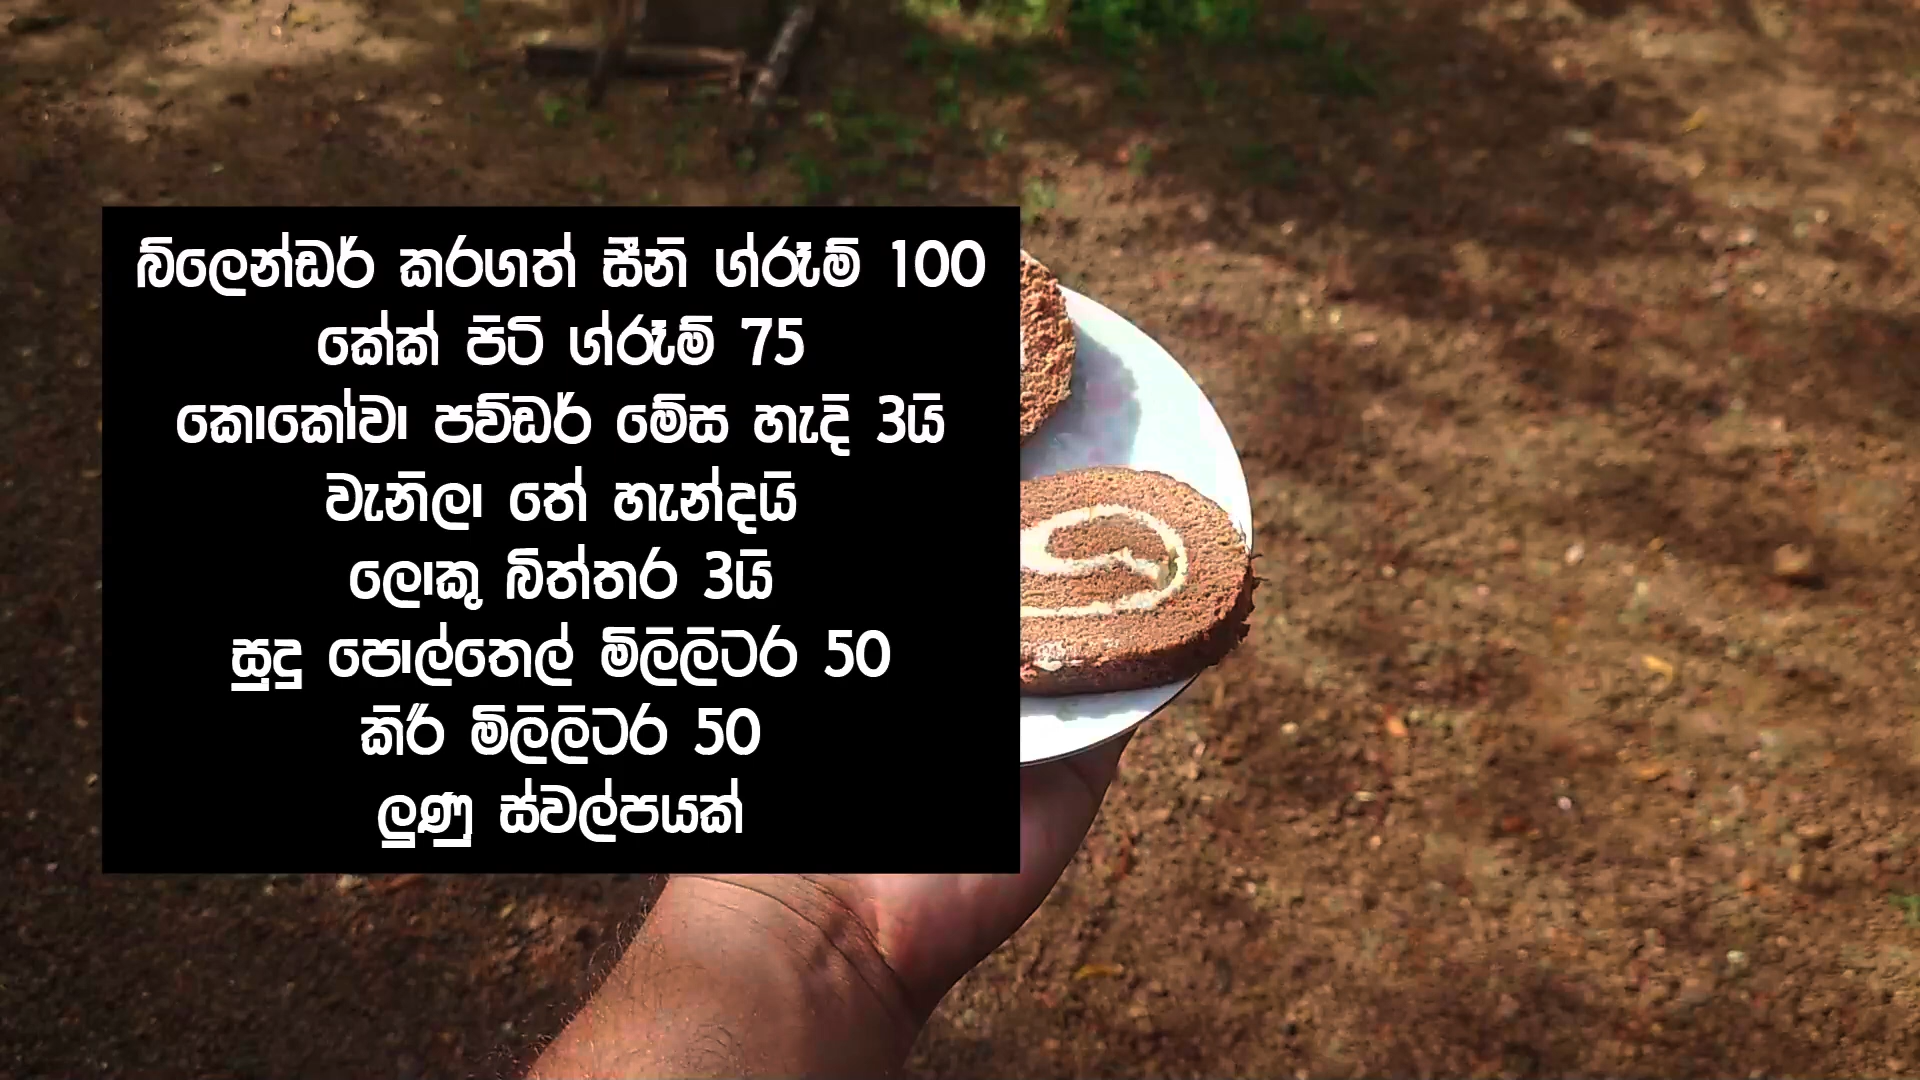 බ්ලෙන්ඩර් කරගත් සීනි ග්රෑම් 100
කේක් පිටි ග්රෑම් 75
කොකෝවා පව්ඩර් මේස හැදි 3යි
වැනිලා තේ හැන්දයි
ලොකු බිත්තර 3යි
සුදු පොල්තෙල් මිලිලිටර 50
කිරි මිලිලිටර 50
ලුණු ස්වල්පයක්